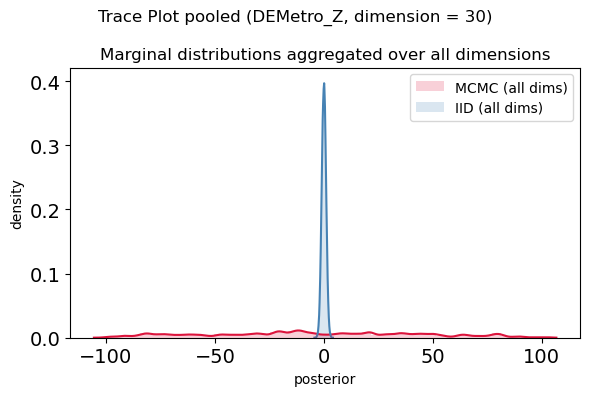 Trace Plot pooled (DEMetro_Z, dimension = 30)
Marginal distributions aggregated over all dimensions
MCMC (all dims)
IID (all dims)
density
0.4
0.3
0.2
0.1
0.0
−100
−50
0
50
100
posterior